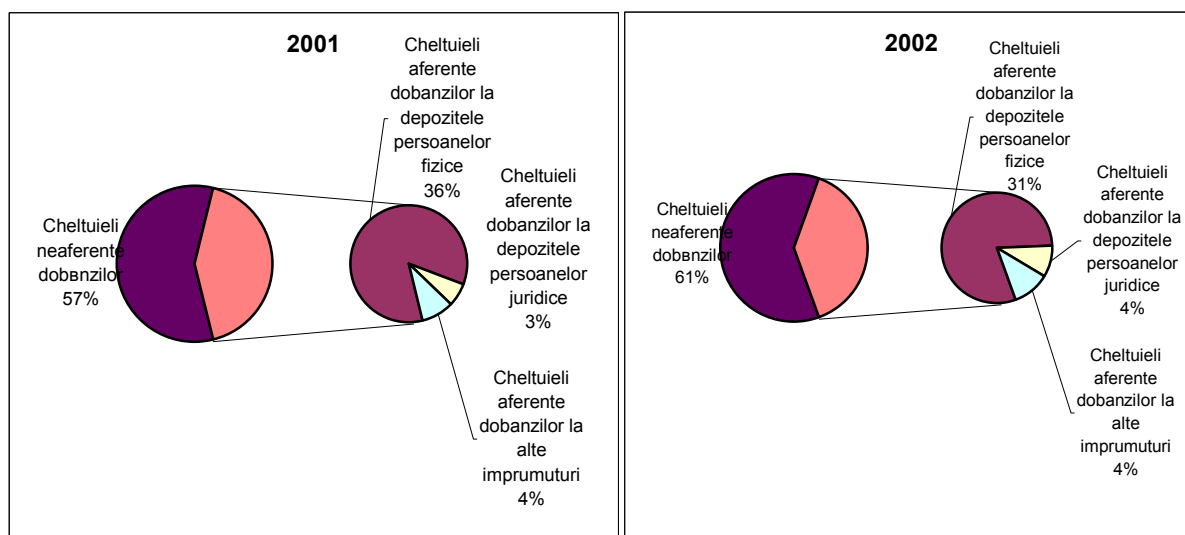 2001
Cheltuieli
aferente
dobanzilor la
depozitele
persoanelor
fizice
36%
Cheltuieli
neaferente
dobвnzilor
57%
Cheltuieli
aferente
dobanzilor la
depozitele
persoanelor
juridice
3%
Cheltuieli
aferente
dobanzilor la
alte
imprumuturi
4%
2002
Cheltuieli
aferente
dobanzilor la
depozitele
persoanelor
fizice
31%
Cheltuieli
neaferente
dobвnzilor
61%
Cheltuieli
aferente
dobanzilor la
depozitele
persoanelor
juridice
4%
Cheltuieli
aferente
dobanzilor la
alte
imprumuturi
4%